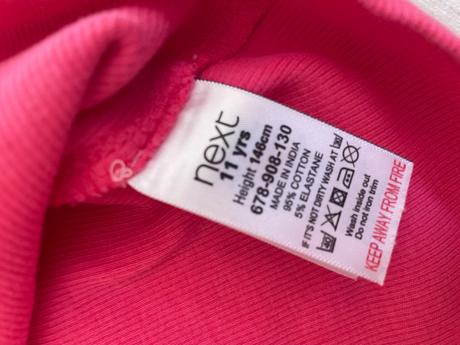 next
11 yrs
Height 146cm
678-908-130
MADE IN INDIA
95% COTTON
5% ELASTANE
IF IT'S NOT DIRTY WASH AT
40
Wash inside out
Do not iron trim
KEEP AWAY FROM FIRE